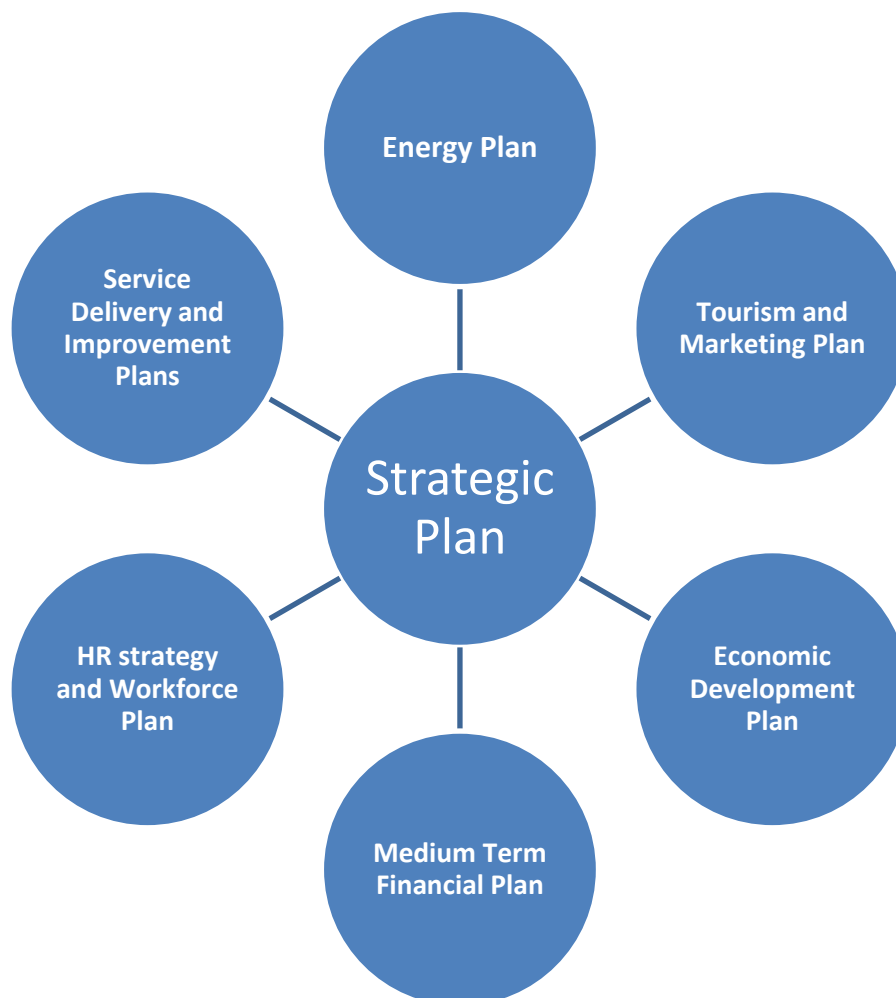 Energy Plan
Service
Delivery and
Improvement
Plans
Tourism and
Marketing Plan
Strategic
Plan
HR strategy
and Workforce
Plan
Economic
Development
Plan
Medium Term
Financial Plan